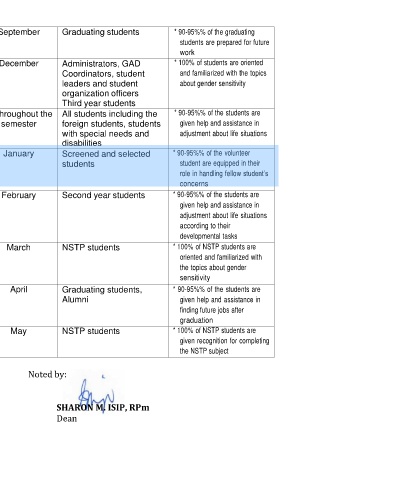 September Graduating students * 90-95%% of the graduating
students are prepared for future
work
December Administrators, GAD * 100% of students are oriented
Coordinators, student and familiarized with the topics
leaders and student about gender sensitivity
organization officers
Third year students
hroughout the All students including the * 90-95%% of the students are
semester foreign students, students given help and assistance in
with special needs and adjustment about life situations
disabilities
January Screened and selected * 90-95%% of the volunteer
students student are equipped in their
role in handling fellow student's
concerns
February Second year students * 90-95%% of the students are
given help and assistance in
adjustment about life situations
according to their
developmental tasks
March NSTP students * 100% of NSTP students are
oriented and familiarized with
the topics about gender
sensitivity
April Graduating students, * 90-95%% of the students are
Alumni given help and assistance in
finding future jobs after
graduation
May NSTP students * 100% of NSTP students are
given recognition for completing
the NSTP subject
Noted by:
SHARON M. ISIP, RPm
Dean